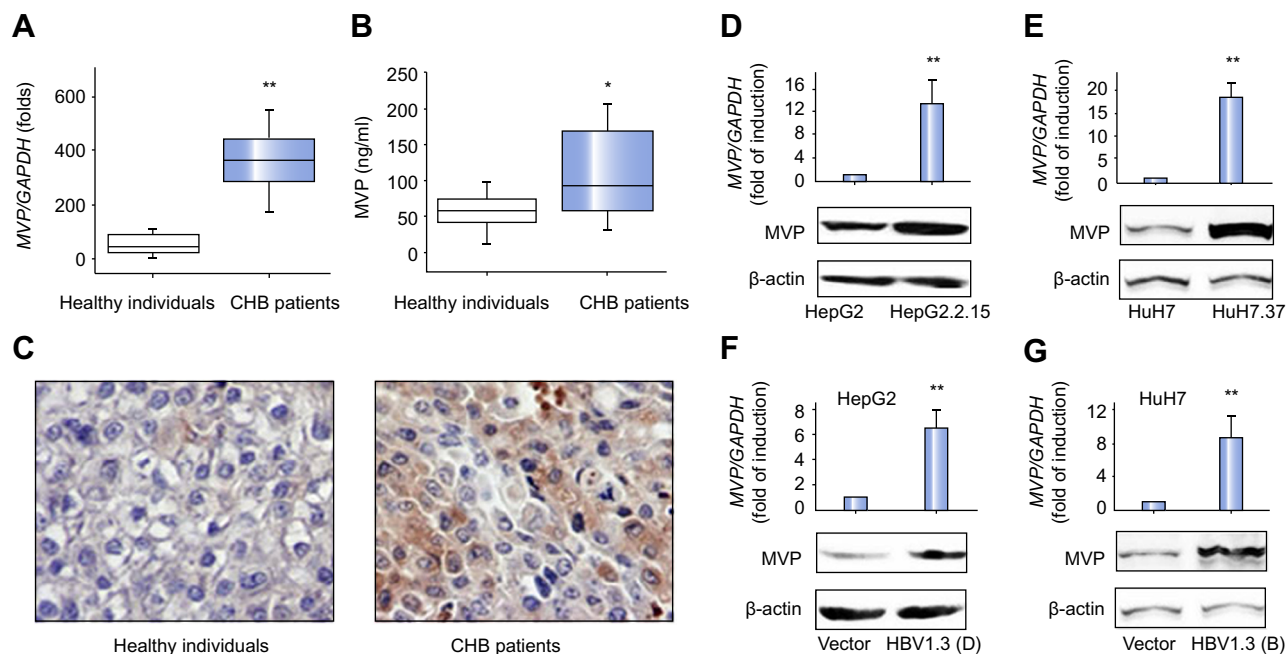 A
MVP/GAPDH (folds)
600
400
200
0
**
Healthy individuals
CHB patients
B
MVP (ng/ml)
250
200
150
100
50
0
*
Healthy individuals
CHB patients
C
Healthy individuals
CHB patients
D
MVP/GAPDH
(fold of induction)
16
12
8
4
0
**
MVP
β-actin
HepG2
HepG2.2.15
E
MVP/GAPDH
(fold of induction)
20
15
10
5
0
**
MVP
β-actin
HuH7
HuH7.37
F
MVP/GAPDH
(fold of induction)
8
6
4
2
0
HepG2
**
MVP
β-actin
Vector
HBV1.3 (D)
G
MVP/GAPDH
(fold of induction)
12
8
4
0
HuH7
**
MVP
β-actin
Vector
HBV1.3 (B)